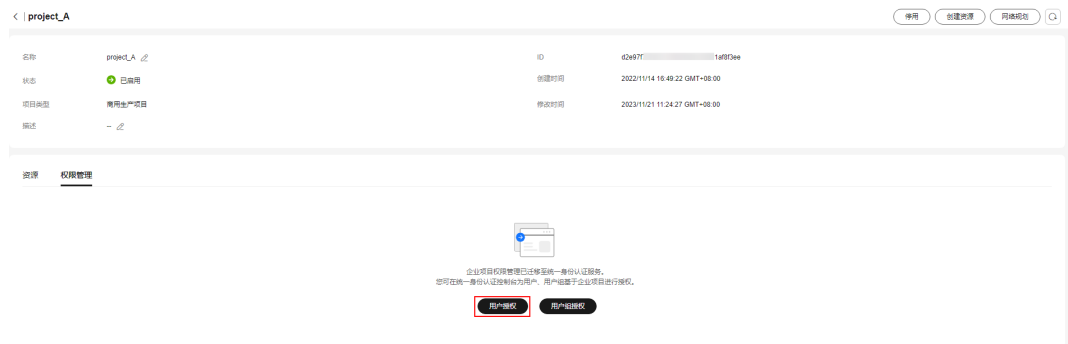 project_A
停用 创建资源 网络规划
名称 project_A
ID d2e97f 1af8f3ee
状态 已启用
创建时间 2022/11/14 16:49:22 GMT+08:00
项目类型 商用生产项目
修改时间 2023/11/21 11:24:27 GMT+08:00
描述 --
资源 权限管理
企业项目权限管理已迁移至统一身份认证服务。
您可在统一身份认证控制台为用户、用户组基于企业项目进行授权。
用户授权 用户组授权